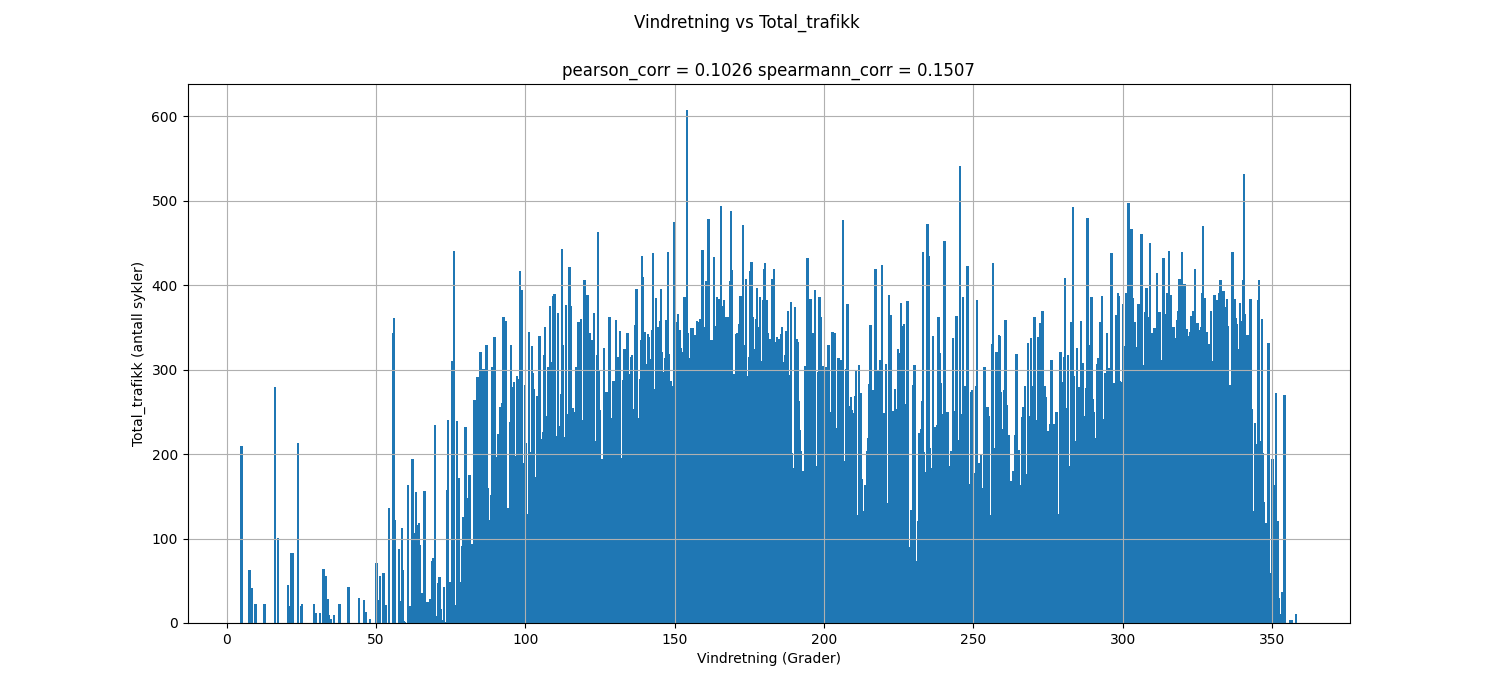 Vindretning vs Total_trafikk
pearson_corr = 0.1026 spearmann_corr = 0.1507
Total_trafikk (antall sykler)
600
500
400
300
200
100
0
0 50 100 150 200 250 300 350
Vindretning (Grader)